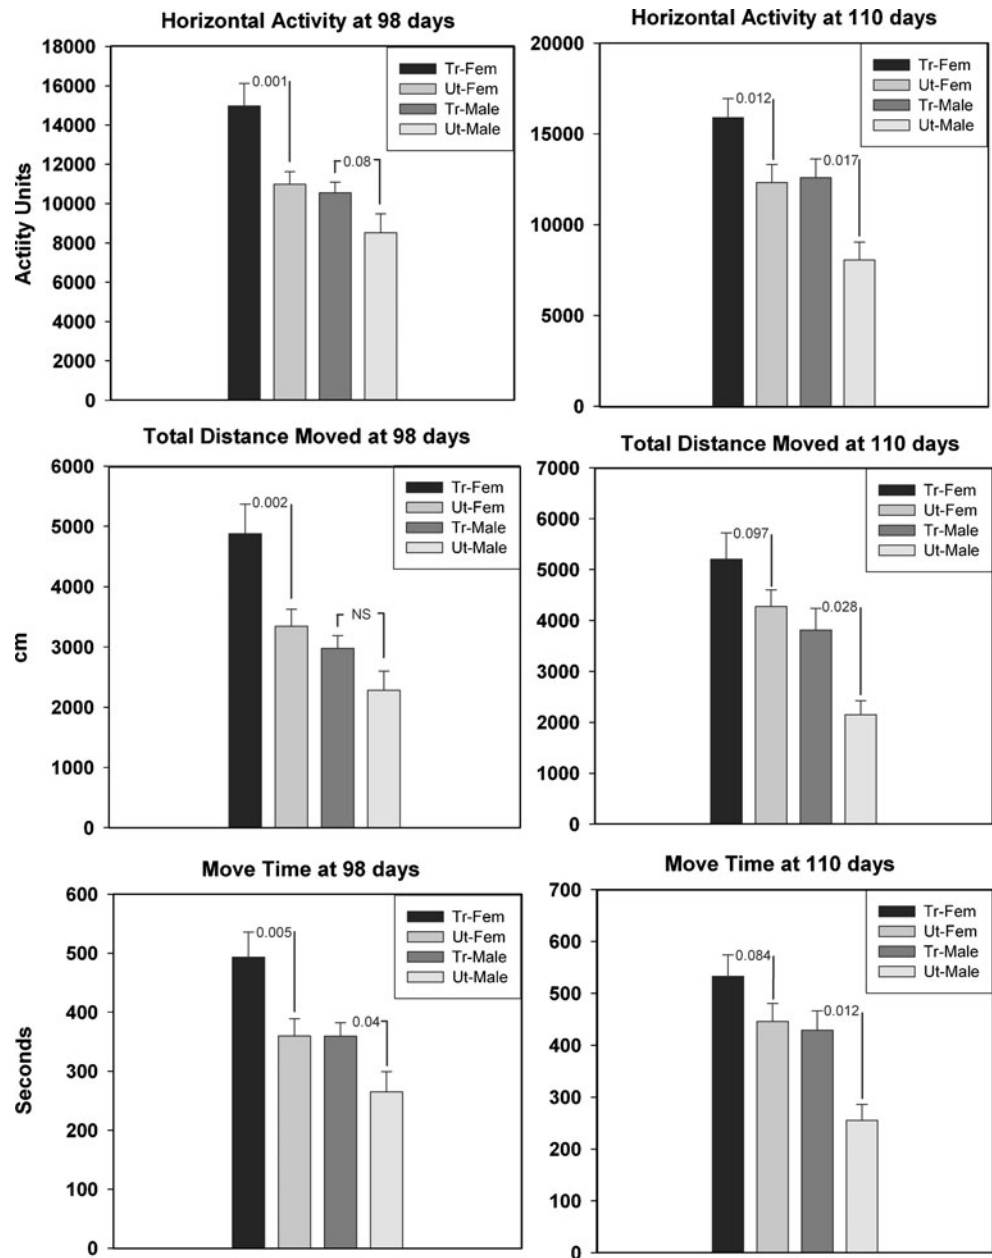 Horizontal Activity at 98 days
Actiity Units
18000
16000
14000
12000
10000
8000
6000
4000
2000
0
0.001
0.08
Tr-Fem
Ut-Fem
Tr-Male
Ut-Male
Horizontal Activity at 110 days
20000
15000
10000
5000
0
0.012
0.017
Tr-Fem
Ut-Fem
Tr-Male
Ut-Male
Total Distance Moved at 98 days
cm
6000
5000
4000
3000
2000
1000
0
0.002
NS
Tr-Fem
Ut-Fem
Tr-Male
Ut-Male
Total Distance Moved at 110 days
7000
6000
5000
4000
3000
2000
1000
0
0.097
0.028
Tr-Fem
Ut-Fem
Tr-Male
Ut-Male
Move Time at 98 days
Seconds
600
500
400
300
200
100
0
0.005
0.04
Tr-Fem
Ut-Fem
Tr-Male
Ut-Male
Move Time at 110 days
700
600
500
400
300
200
100
0
0.084
0.012
Tr-Fem
Ut-Fem
Tr-Male
Ut-Male